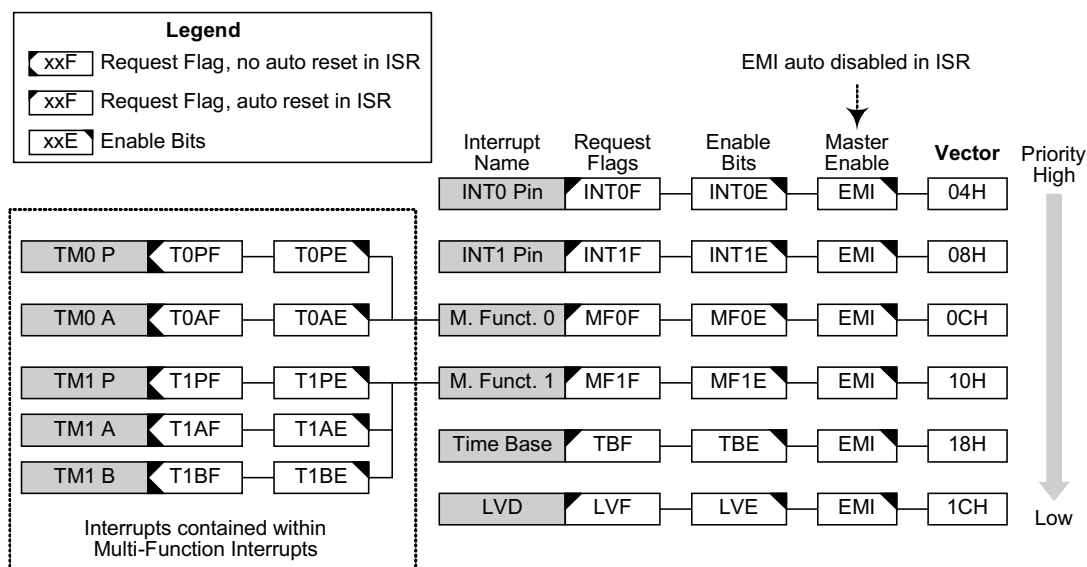 Legend
xxF Request Flag, no auto reset in ISR
xxF Request Flag, auto reset in ISR
xxE Enable Bits
EMI auto disabled in ISR
Interrupt Name
Request Flags
Enable Bits
Master Enable
Vector
Priority High
INT0 Pin INT0F INT0E EMI 04H
TM0 P T0PF T0PE
INT1 Pin INT1F INT1E EMI 08H
TM0 A T0AF T0AE
M. Funct. 0 MF0F MF0E EMI 0CH
TM1 P T1PF T1PE
M. Funct. 1 MF1F MF1E EMI 10H
TM1 A T1AF T1AE
Time Base TBF TBE EMI 18H
TM1 B T1BF T1BE
LVD LVF LVE EMI 1CH
Low
Interrupts contained within
Multi-Function Interrupts